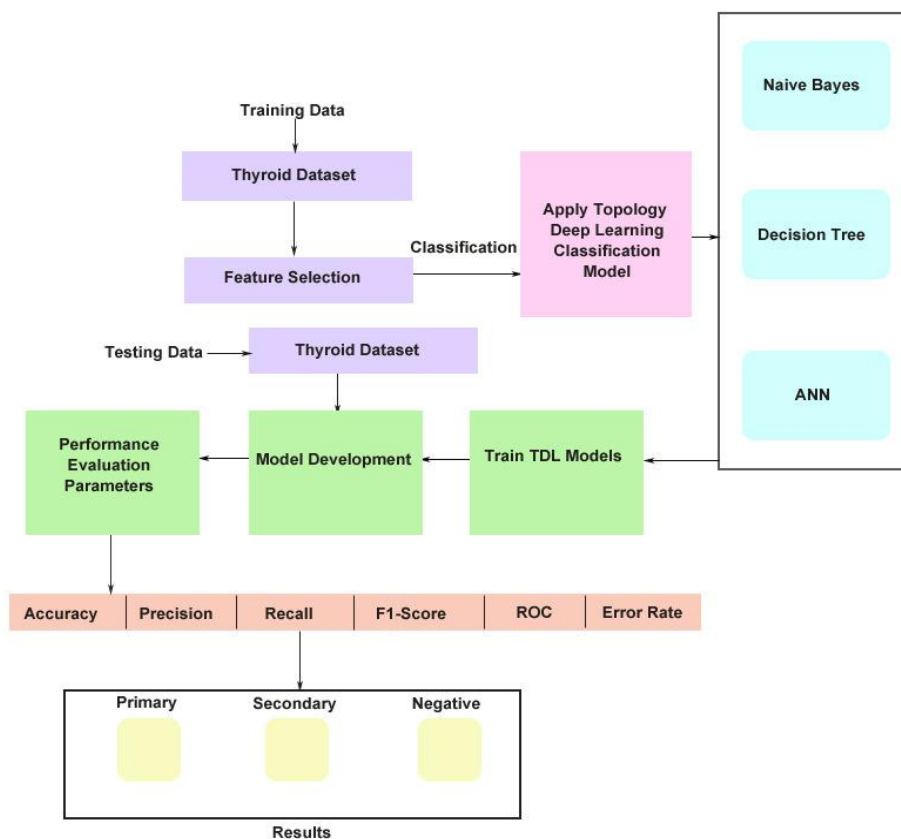 Naive Bayes
Training Data
Thyroid Dataset
Apply Topology
Deep Learning
Classification
Model
Decision Tree
Classification
Feature Selection
Testing Data
Thyroid Dataset
ANN
Performance
Evaluation
Parameters
Model Development
Train TDL Models
Accuracy
Precision
Recall
F1-Score
ROC
Error Rate
Primary
Secondary
Negative
Results